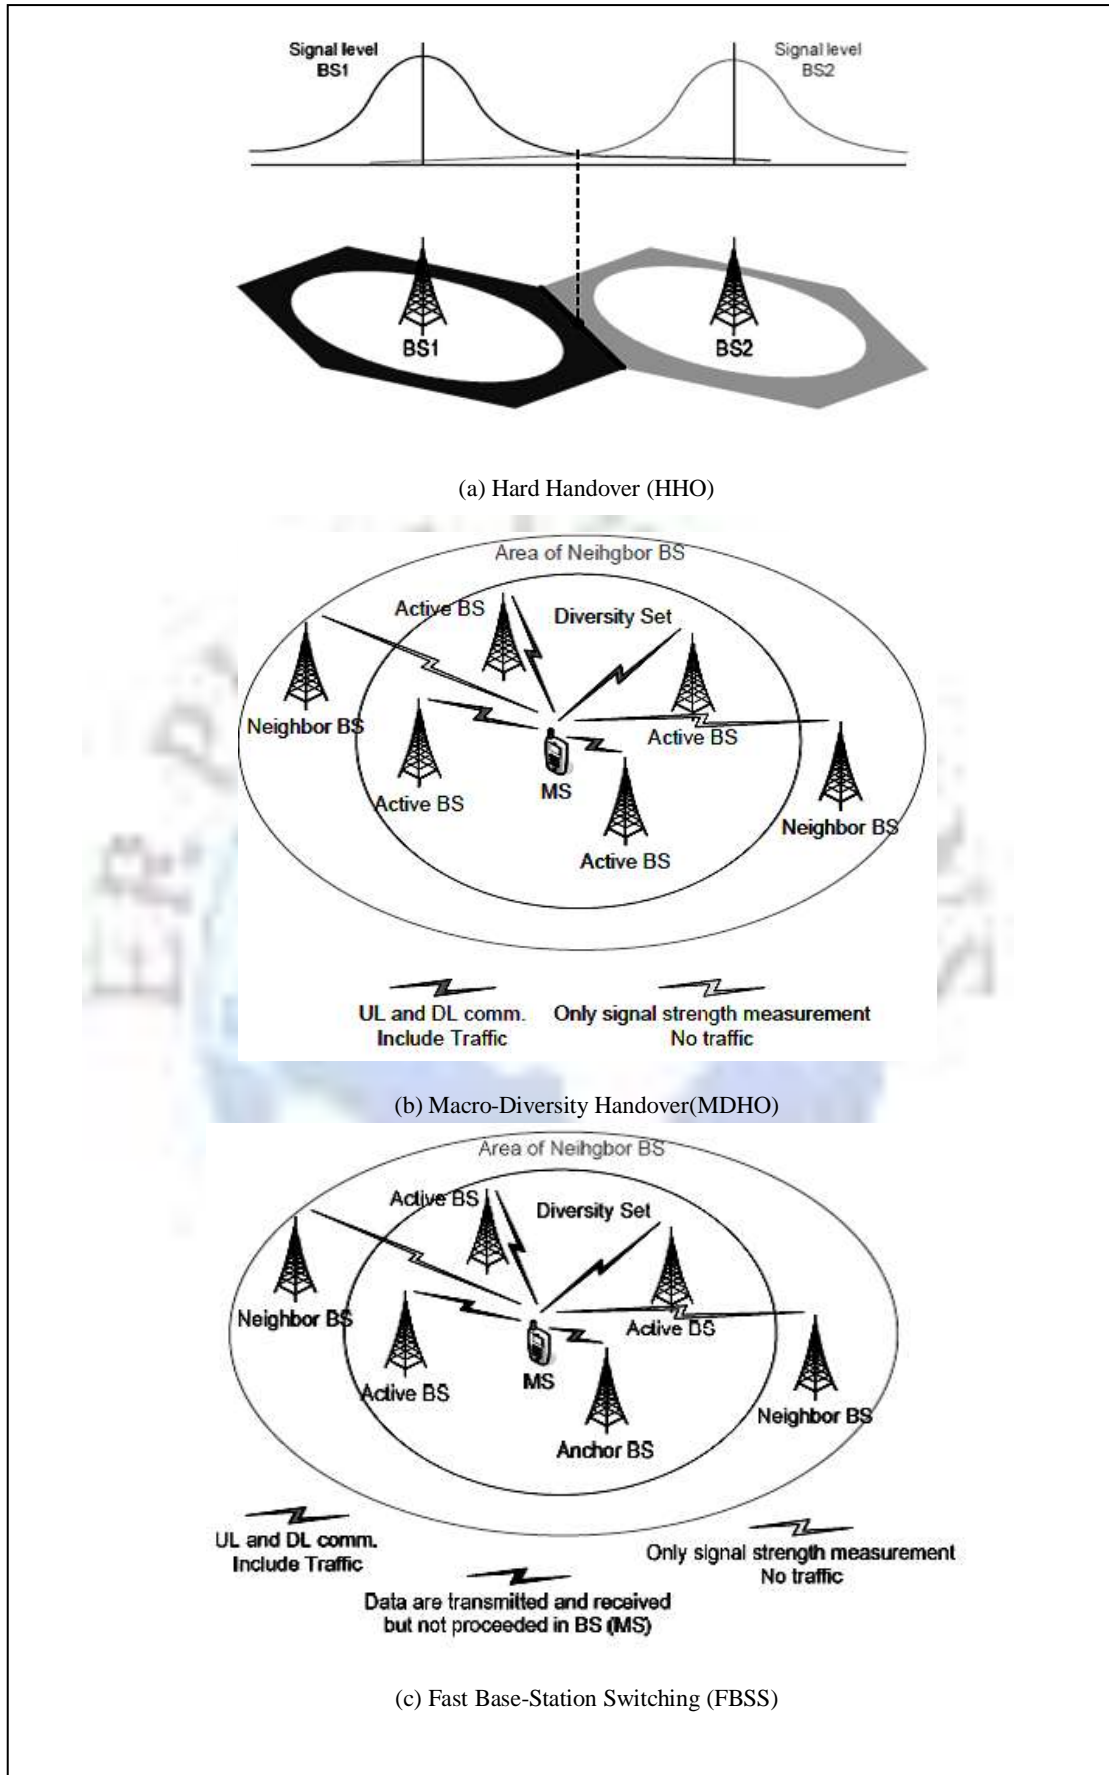 Signal level
BS1
Signal level
BS2
BS1
BS2
(a) Hard Handover (HHO)
Area of Neihgbor BS
Active BS
Diversity Set
Neighbor BS
Active BS
Active BS
MS
Neighbor BS
Active BS
UL and DL comm.
Include Traffic
Only signal strength measurement
No traffic
(b) Macro-Diversity Handover(MDHO)
Area of Neihgbor BS
Active BS
Diversity Set
Neighbor BS
Active BS
Active BS
MS
Neighbor BS
Anchor BS
UL and DL comm.
Include Traffic
Only signal strength measurement
No traffic
Data are transmitted and received
but not proceeded in BS (MS)
(c) Fast Base-Station Switching (FBSS)